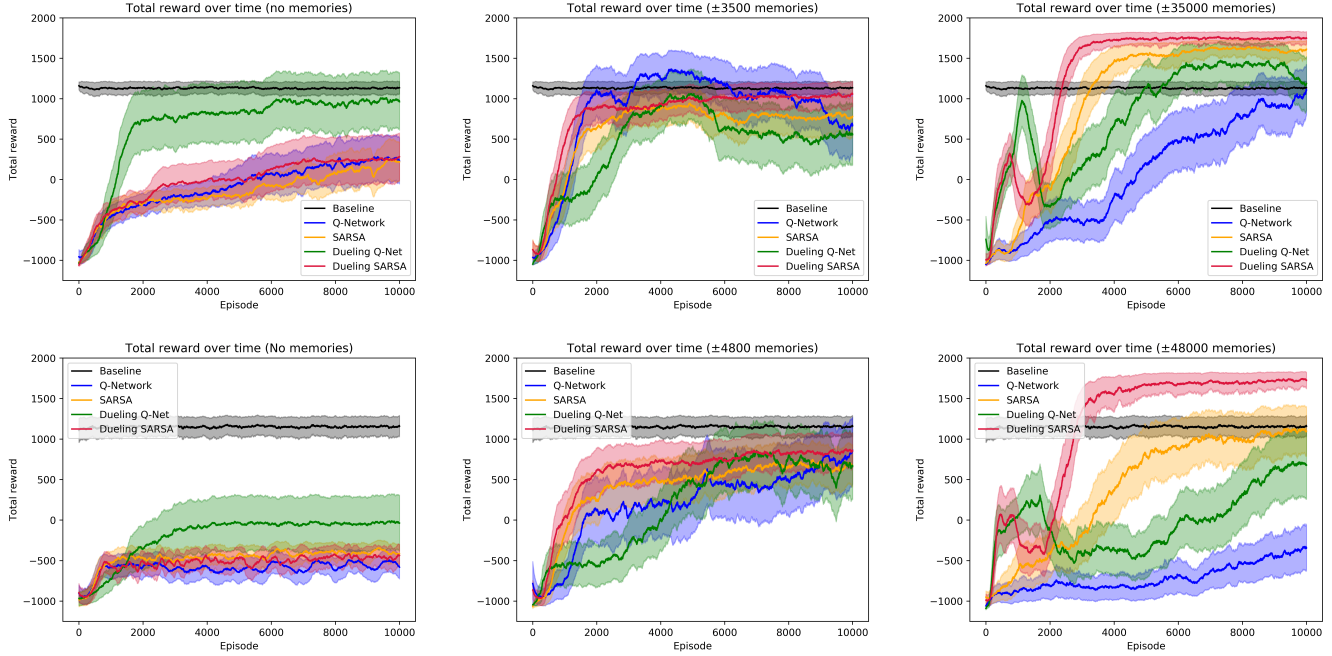 Total reward over time (no memories)
2000
1500
1000
500
0
−500
−1000
Total reward
0 2000 4000 6000 8000 10000
Episode
Baseline
Q-Network
SARSA
Dueling Q-Net
Dueling SARSA
Total reward over time (±3500 memories)
2000
1500
1000
500
0
−500
−1000
Total reward
0 2000 4000 6000 8000 10000
Episode
Baseline
Q-Network
SARSA
Dueling Q-Net
Dueling SARSA
Total reward over time (±35000 memories)
2000
1500
1000
500
0
−500
−1000
Total reward
0 2000 4000 6000 8000 10000
Episode
Baseline
Q-Network
SARSA
Dueling Q-Net
Dueling SARSA
Total reward over time (No memories)
2000
1500
1000
500
0
−500
−1000
Total reward
0 2000 4000 6000 8000 10000
Episode
Baseline
Q-Network
SARSA
Dueling Q-Net
Dueling SARSA
Total reward over time (±4800 memories)
2000
1500
1000
500
0
−500
−1000
Total reward
0 2000 4000 6000 8000 10000
Episode
Baseline
Q-Network
SARSA
Dueling Q-Net
Dueling SARSA
Total reward over time (±48000 memories)
2000
1500
1000
500
0
−500
−1000
Total reward
0 2000 4000 6000 8000 10000
Episode
Baseline
Q-Network
SARSA
Dueling Q-Net
Dueling SARSA